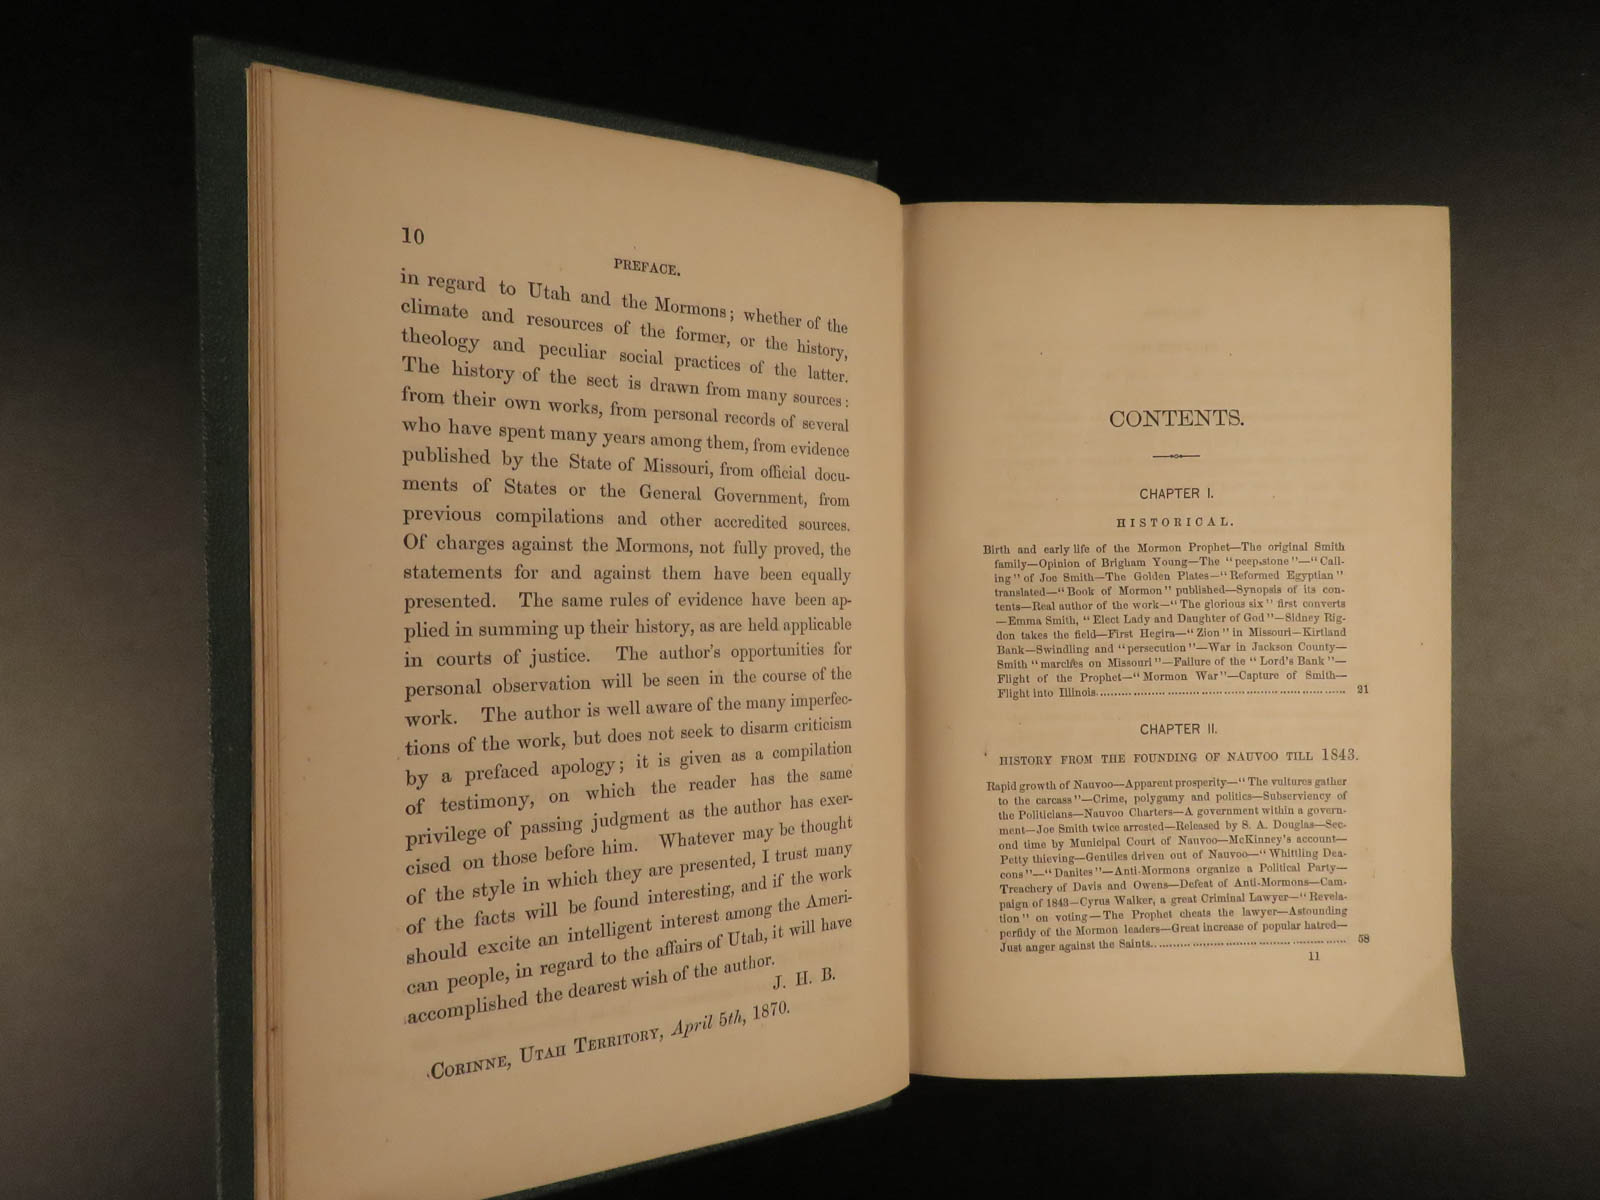 10
PREFACE.
in regard to Utah and the Mormons; whether of the
climate and resources of the former, or the history,
theology and peculiar social practices of the latter.
The history of the sect is drawn from many sources:
from their own works, from personal records of several
who have spent many years among them, from evidence
published by the State of Missouri, from official docu-
ments of States or the General Government, from
previous compilations and other accredited sources.
Of charges against the Mormons, not fully proved, the
statements for and against them have been equally
presented. The same rules of evidence have been ap-
plied in summing up their history, as are held applicable
in courts of justice. The author's opportunities for
personal observation will be seen in the course of the
work. The author is well aware of the many imperfec-
tions of the work, but does not seek to disarm criticism
by a prefaced apology; it is given as a compilation
of testimony, on which the reader has the same
privilege of passing judgment as the author has exer-
cised on those before him. Whatever may be thought
of the style in which they are presented, I trust many
of the facts will be found interesting, and if the work
should excite an intelligent interest among the Ameri-
can people, in regard to the affairs of Utah, it will have
accomplished the dearest wish of the author.
J. H. B.
CORINNE, UTAH TERRITORY, April 5th, 1870.
CONTENTS.
CHAPTER I.
HISTORICAL.
Birth and early life of the Mormon Prophet—The original Smith
family—Opinion of Brigham Young—The "peep-stone"—"Call-
ing" of Joe Smith—The Golden Plates—"Reformed Egyptian"
translated—"Book of Mormon" published—Synopsis of its con-
tents—Real author of the work—"The glorious six" first converts
—Emma Smith, "Elect Lady and Daughter of God"—Sidney Rig-
don takes the field—First Hegira—"Zion" in Missouri—Kirtland
Bank—Swindling and "persecution"—War in Jackson County—
Smith "marches on Missouri"—Failure of the "Lord's Bank"—
Flight of the Prophet—"Mormon War"—Capture of Smith—
Flight into Illinois........ 21
CHAPTER II.
HISTORY FROM THE FOUNDING OF NAUVOO TILL 1843.
Rapid growth of Nauvoo—Apparent prosperity—"The vultures gather
to the carcass"—Crime, polygamy and politics—Subserviency of
the Politicians—Nauvoo Charters—A government within a govern-
ment—Joe Smith twice arrested—Released by S. A. Douglas—Sec-
ond time by Municipal Court of Nauvoo—McKinney's account—
Petty thieving—Gentiles driven out of Nauvoo—"Whittling Dea-
cons"—"Danites"—Anti-Mormons organize a Political Party—
Treachery of Davis and Owens—Defeat of Anti-Mormons—Cam-
paign of 1843—Cyrus Walker, a great Criminal Lawyer—"Revela-
tion" on voting—The Prophet cheats the lawyer—Astounding
perfidy of the Mormon leaders—Great increase of popular hatred—
Just anger against the Saints........ 58
11